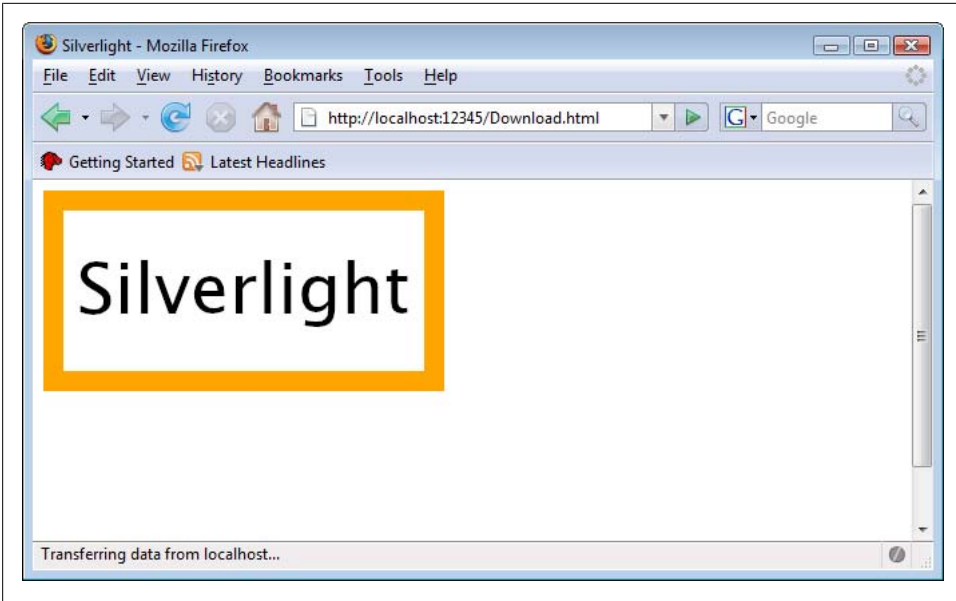 Silverlight - Mozilla Firefox
File Edit View History Bookmarks Tools Help
http://localhost:12345/Download.html G Google
Getting Started Latest Headlines
Silverlight
Transferring data from localhost...